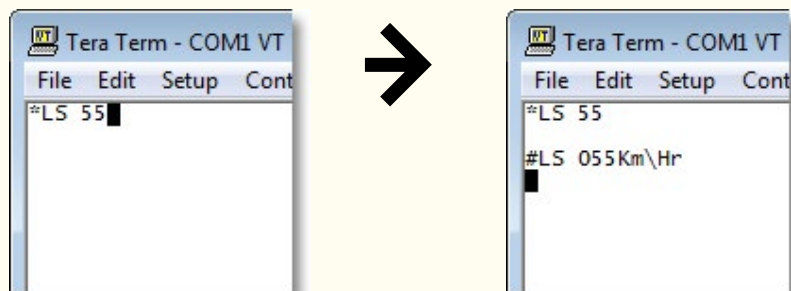 Tera Term - COM1 VT
File Edit Setup Cont
*LS 55
Tera Term - COM1 VT
File Edit Setup Cont
*LS 55
#LS 055Km\Hr